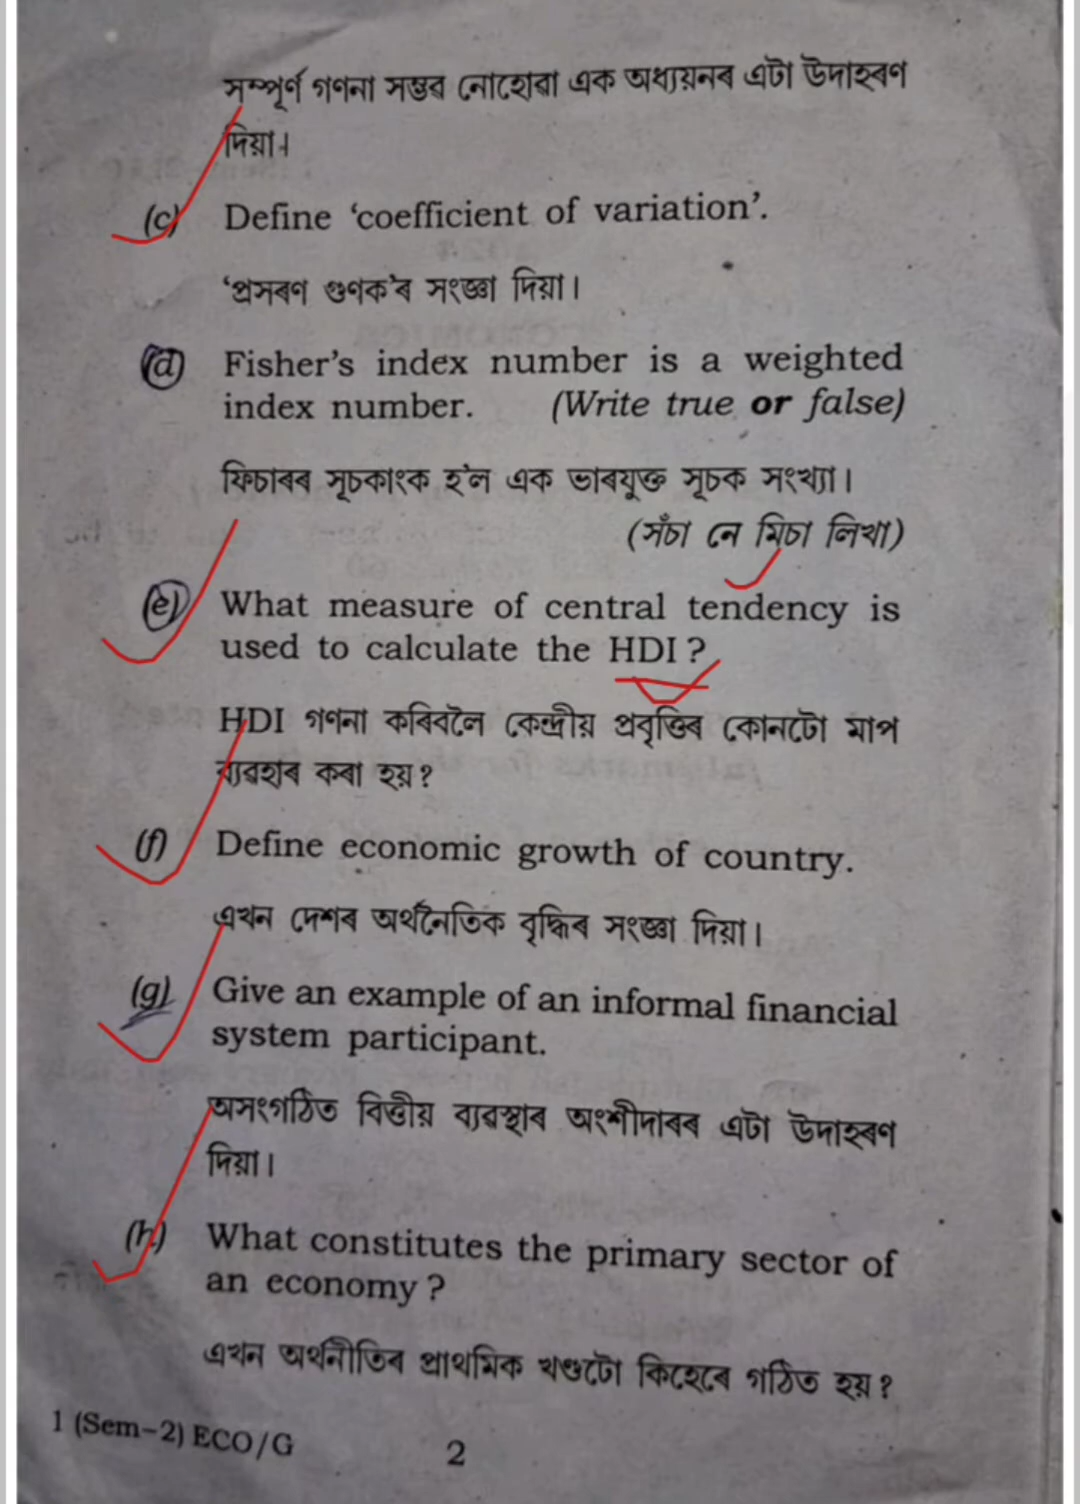 সম্পূৰ্ণ গণনা সম্ভৱ নোহোৱা এক অধ্যয়নৰ এটা উদাহৰণ
দিয়া।
(c) Define ‘coefficient of variation’.
‘প্ৰসৰণ গুণক’ৰ সংজ্ঞা দিয়া।
(d) Fisher’s index number is a weighted
index number. (Write true or false)
ফিচাৰৰ সূচকাংক হ’ল এক ভাৰযুক্ত সূচক সংখ্যা।
(সঁচা নে মিচা লিখা)
(e) What measure of central tendency is
used to calculate the HDI ?
HDI গণনা কৰিবলৈ কেন্দ্ৰীয় প্ৰবৃত্তিৰ কোনটো মাপ
ব্যৱহাৰ কৰা হয় ?
(f) Define economic growth of country.
এখন দেশৰ অৰ্থনৈতিক বৃদ্ধিৰ সংজ্ঞা দিয়া।
(g) Give an example of an informal financial
system participant.
অসংগঠিত বিত্তীয় ব্যৱস্থাৰ অংশীদাৰৰ এটা উদাহৰণ
দিয়া।
(h) What constitutes the primary sector of
an economy ?
এখন অৰ্থনীতিৰ প্ৰাথমিক খণ্ডটো কিহেৰে গঠিত হয় ?
1 (Sem–2) ECO/G 2